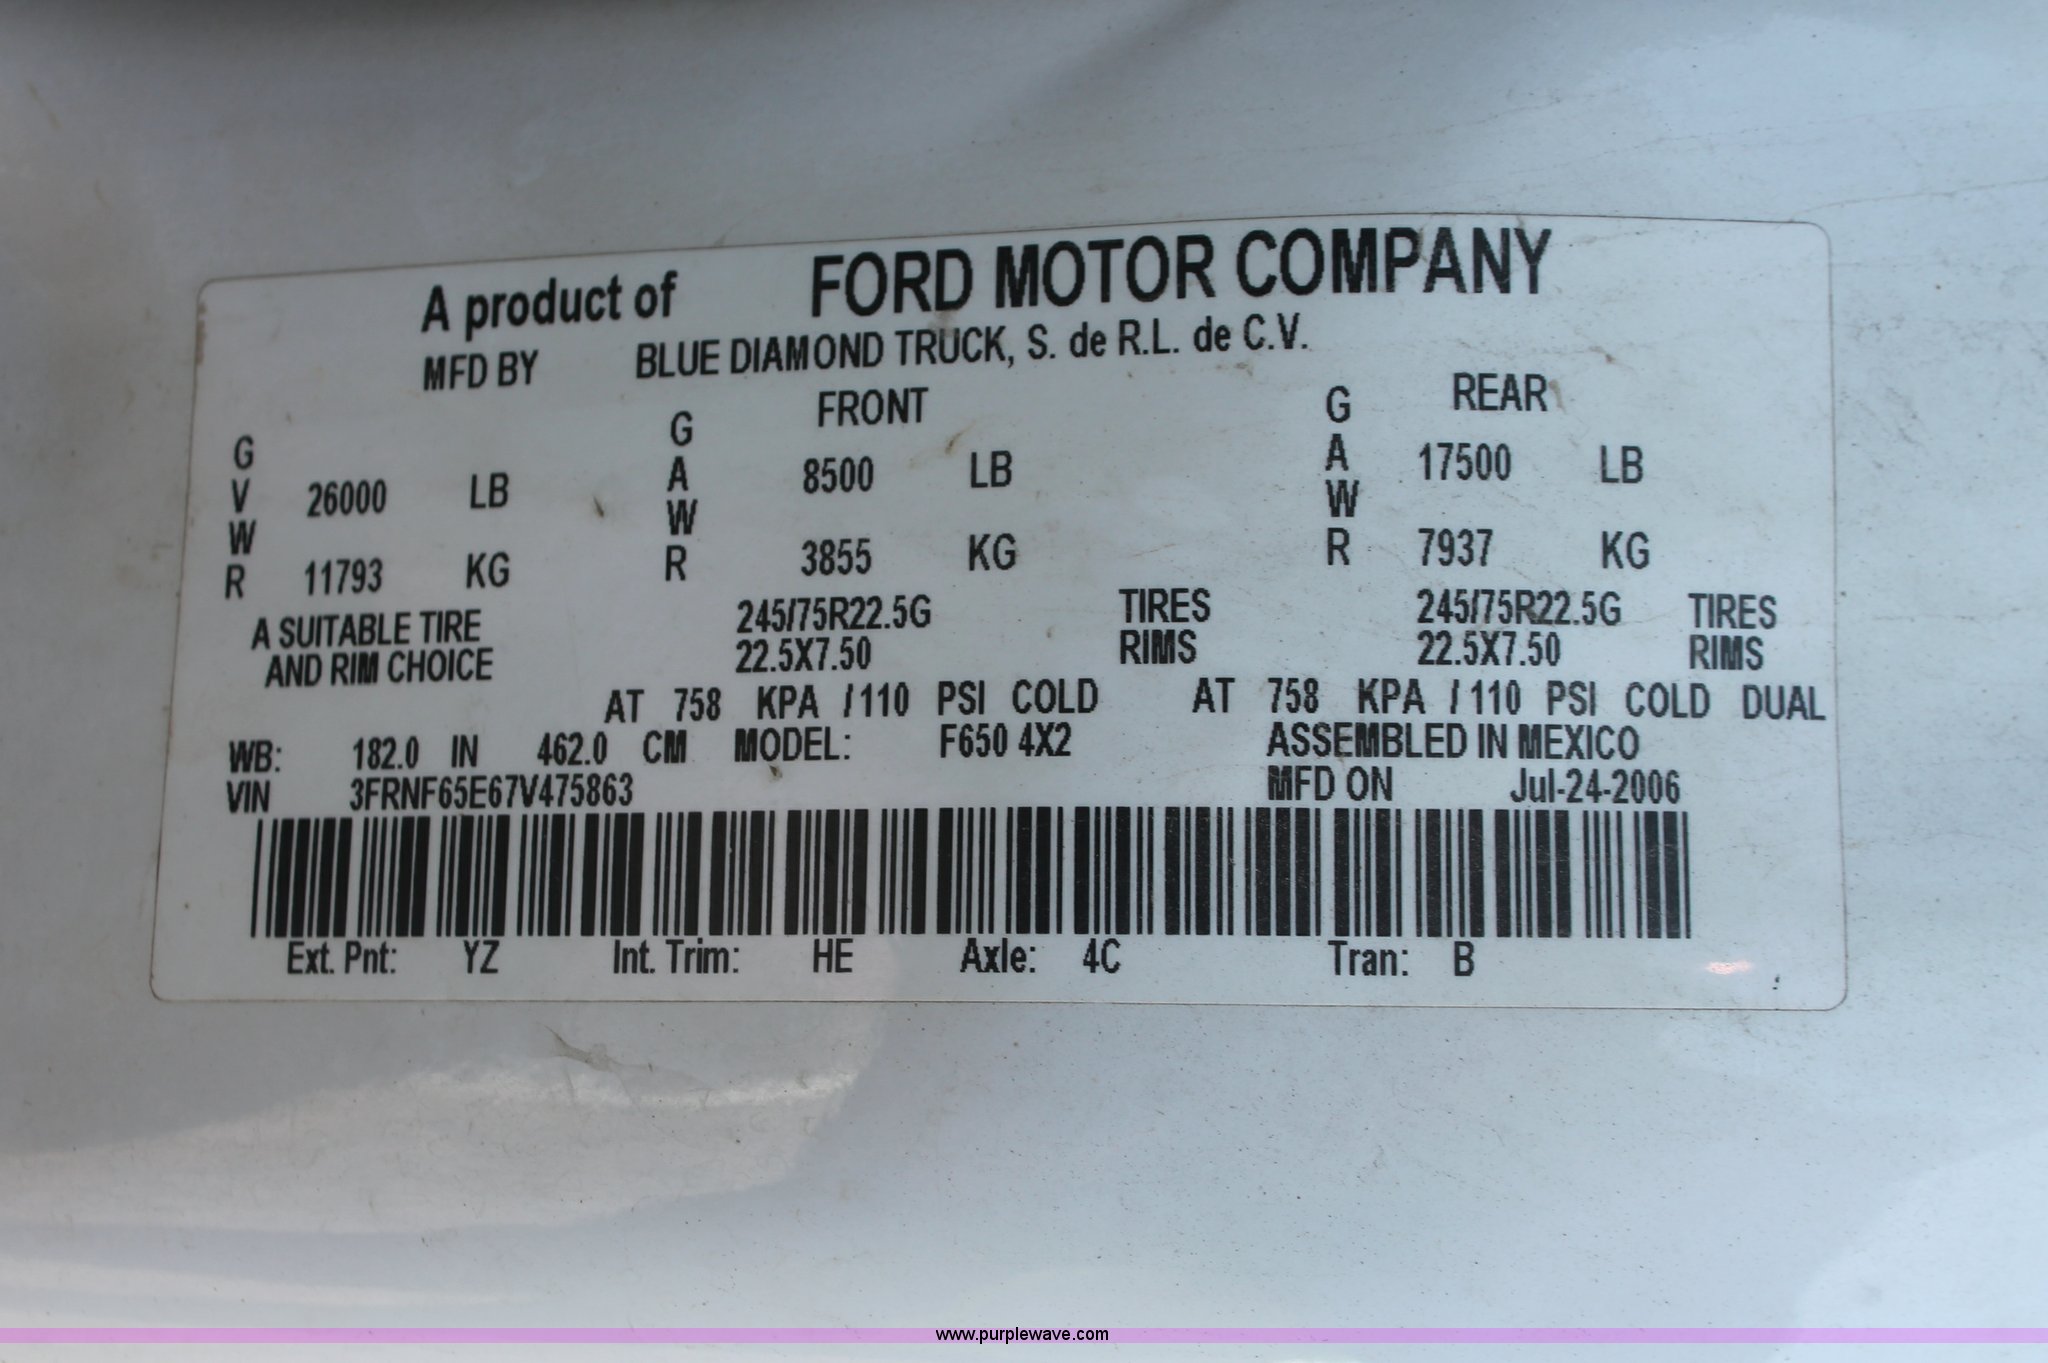 A product of FORD MOTOR COMPANY
MFD BY BLUE DIAMOND TRUCK, S. de R.L. de C.V.
GVWR 26000 LB 11793 KG
GAWR FRONT 8500 LB 3855 KG
GAWR REAR 17500 LB 7937 KG
A SUITABLE TIRE 245/75R22.5G TIRES 245/75R22.5G TIRES
AND RIM CHOICE 22.5X7.50 RIMS 22.5X7.50 RIMS
AT 758 KPA / 110 PSI COLD AT 758 KPA / 110 PSI COLD DUAL
WB: 182.0 IN 462.0 CM MODEL: F650 4X2 ASSEMBLED IN MEXICO
VIN 3FRNF65E67V475863 MFD ON Jul-24-2006
Ext. Pnt: YZ Int. Trim: HE Axle: 4C Tran: B
www.purplewave.com